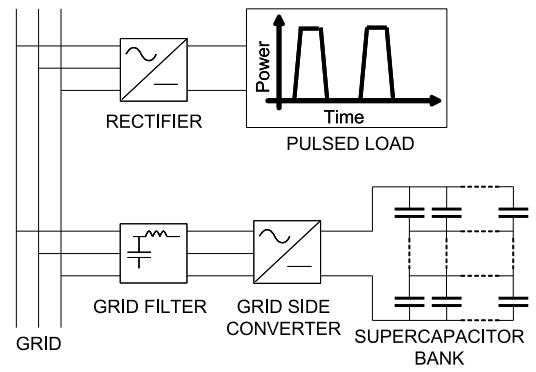 Power
Time
RECTIFIER
PULSED LOAD
GRID FILTER
GRID SIDE
CONVERTER
SUPERCAPACITOR
BANK
GRID